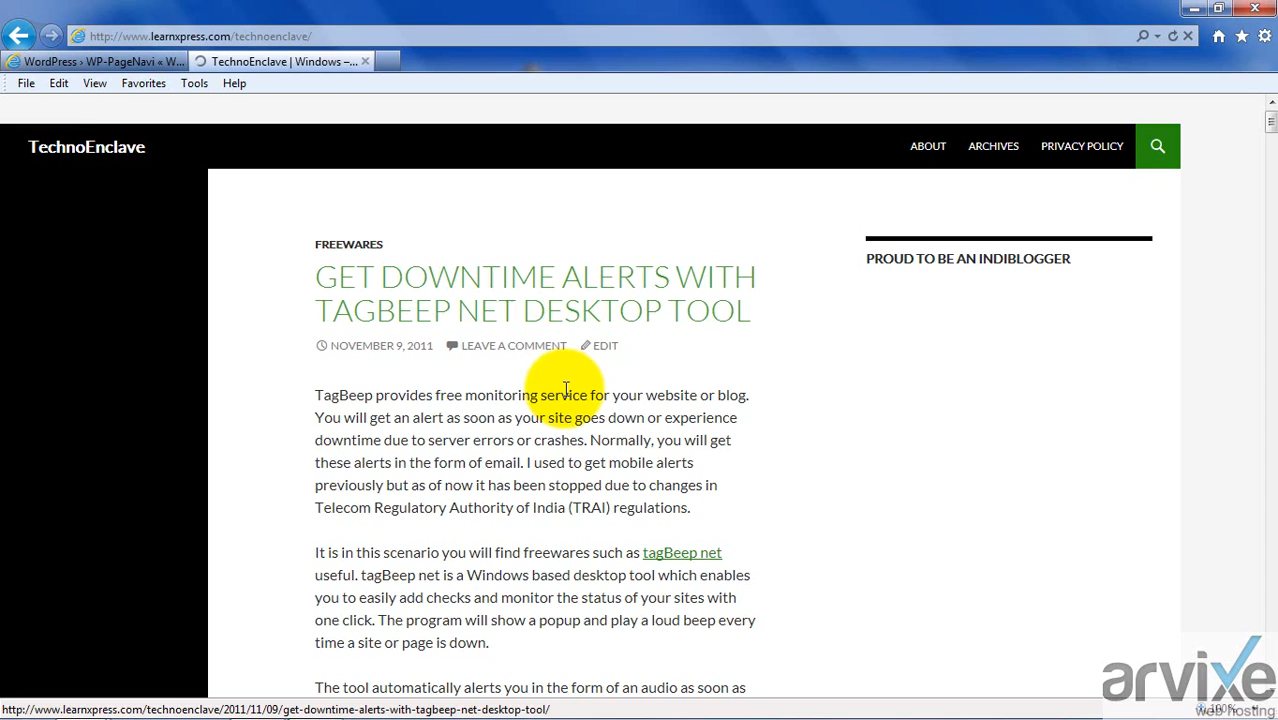 http://www.learnxpress.com/technoenclave/
WordPress › WP-PageNavi « W...
TechnoEnclave | Windows –...
File Edit View Favorites Tools Help
TechnoEnclave
ABOUT ARCHIVES PRIVACY POLICY
FREEWARES
PROUD TO BE AN INDIBLOGGER
GET DOWNTIME ALERTS WITH
TAGBEEP NET DESKTOP TOOL
NOVEMBER 9, 2011 LEAVE A COMMENT EDIT
TagBeep provides free monitoring service for your website or blog.
You will get an alert as soon as your site goes down or experience
downtime due to server errors or crashes. Normally, you will get
these alerts in the form of email. I used to get mobile alerts
previously but as of now it has been stopped due to changes in
Telecom Regulatory Authority of India (TRAI) regulations.
It is in this scenario you will find freewares such as tagBeep net
useful. tagBeep net is a Windows based desktop tool which enables
you to easily add checks and monitor the status of your sites with
one click. The program will show a popup and play a loud beep every
time a site or page is down.
The tool automatically alerts you in the form of an audio as soon as
arvixe
web hosting
http://www.learnxpress.com/technoenclave/2011/11/09/get-downtime-alerts-with-tagbeep-net-desktop-tool/
100%